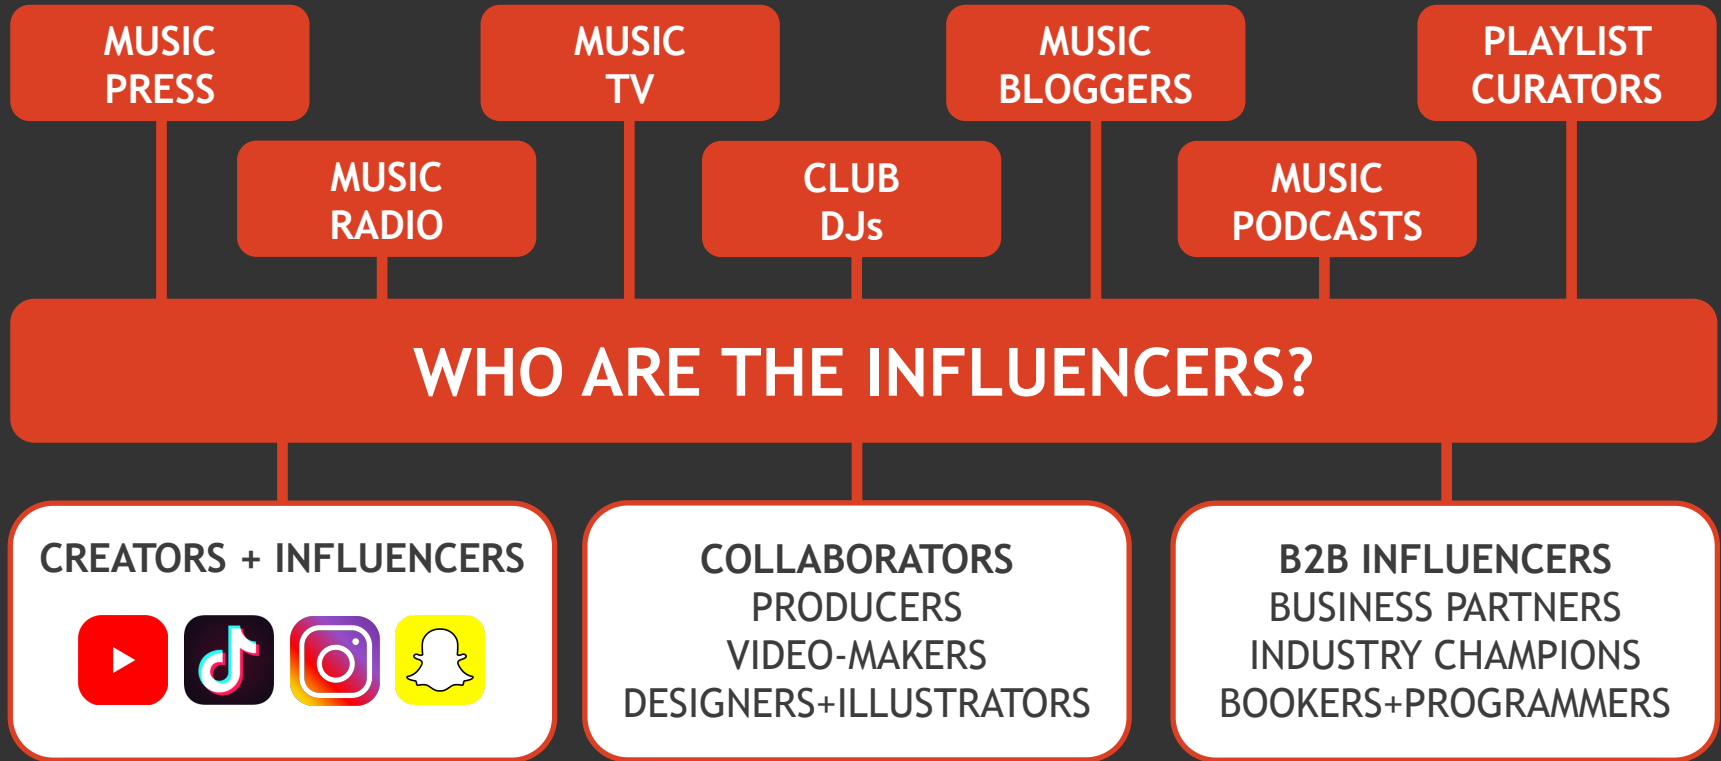 MUSIC
PRESS
MUSIC
TV
MUSIC
BLOGGERS
PLAYLIST
CURATORS
MUSIC
RADIO
CLUB
DJs
MUSIC
PODCASTS
WHO ARE THE INFLUENCERS?
CREATORS + INFLUENCERS
COLLABORATORS
PRODUCERS
VIDEO-MAKERS
DESIGNERS+ILLUSTRATORS
B2B INFLUENCERS
BUSINESS PARTNERS
INDUSTRY CHAMPIONS
BOOKERS+PROGRAMMERS